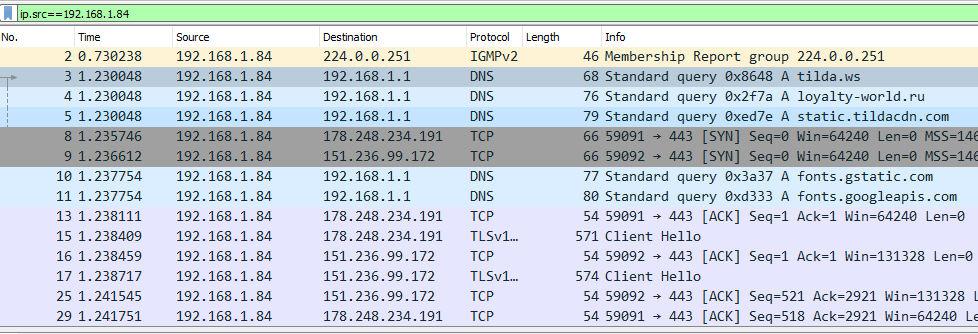 ip.src==192.168.1.84
No. Time Source Destination Protocol Length Info
2 0.730238 192.168.1.84 224.0.0.251 IGMPv2 46 Membership Report group 224.0.0.251
3 1.230048 192.168.1.84 192.168.1.1 DNS 68 Standard query 0x8648 A tilda.ws
4 1.230048 192.168.1.84 192.168.1.1 DNS 76 Standard query 0x2f7a A loyalty-world.ru
5 1.230048 192.168.1.84 192.168.1.1 DNS 79 Standard query 0xed7e A static.tildacdn.com
8 1.235746 192.168.1.84 178.248.234.191 TCP 66 59091 → 443 [SYN] Seq=0 Win=64240 Len=0 MSS=146
9 1.236612 192.168.1.84 151.236.99.172 TCP 66 59092 → 443 [SYN] Seq=0 Win=64240 Len=0 MSS=146
10 1.237754 192.168.1.84 192.168.1.1 DNS 77 Standard query 0x3a37 A fonts.gstatic.com
11 1.237754 192.168.1.84 192.168.1.1 DNS 80 Standard query 0xd333 A fonts.googleapis.com
13 1.238111 192.168.1.84 178.248.234.191 TCP 54 59091 → 443 [ACK] Seq=1 Ack=1 Win=64240 Len=0
15 1.238409 192.168.1.84 178.248.234.191 TLSv1… 571 Client Hello
16 1.238459 192.168.1.84 151.236.99.172 TCP 54 59092 → 443 [ACK] Seq=1 Ack=1 Win=131328 Len=0
17 1.238717 192.168.1.84 151.236.99.172 TLSv1… 574 Client Hello
25 1.241545 192.168.1.84 151.236.99.172 TCP 54 59092 → 443 [ACK] Seq=521 Ack=2921 Win=131328 L
29 1.241751 192.168.1.84 178.248.234.191 TCP 54 59091 → 443 [ACK] Seq=518 Ack=2921 Win=64240 Le